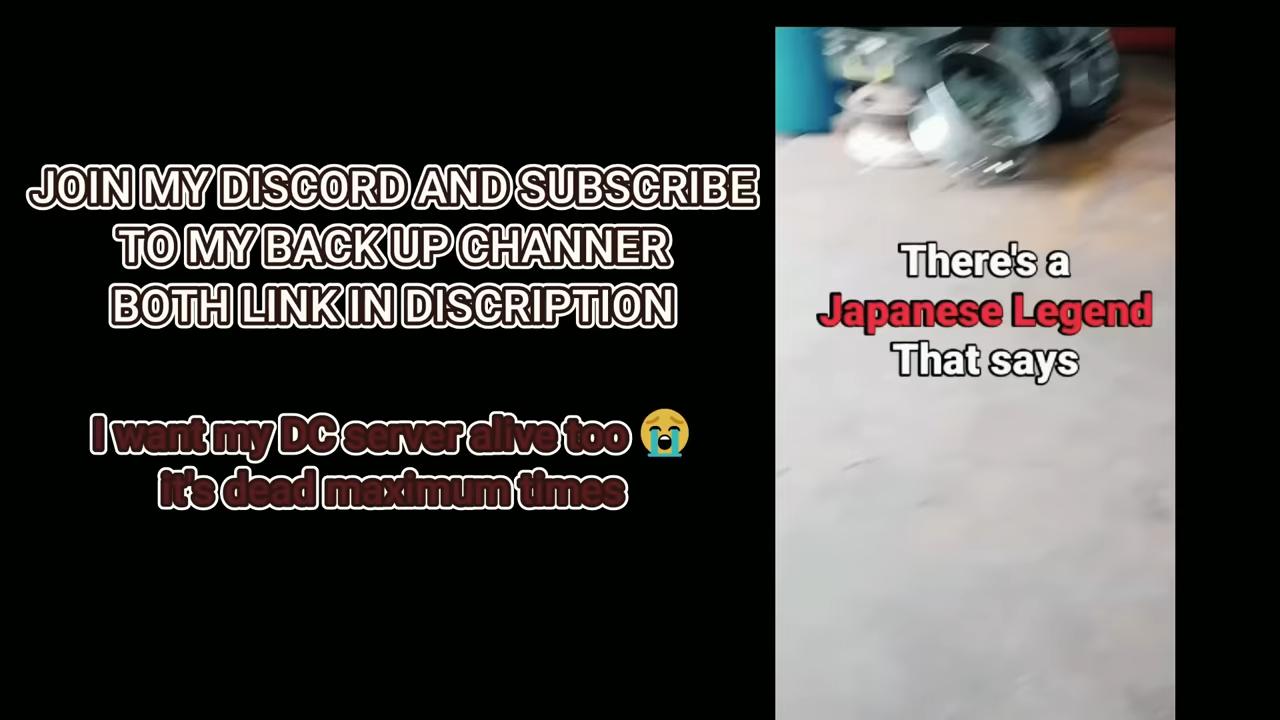 JOIN MY DISCORD AND SUBSCRIBE
TO MY BACK UP CHANNER
BOTH LINK IN DISCRIPTION
I want my DC server alive too 😭
it's dead maximum times
There's a
Japanese Legend
That says